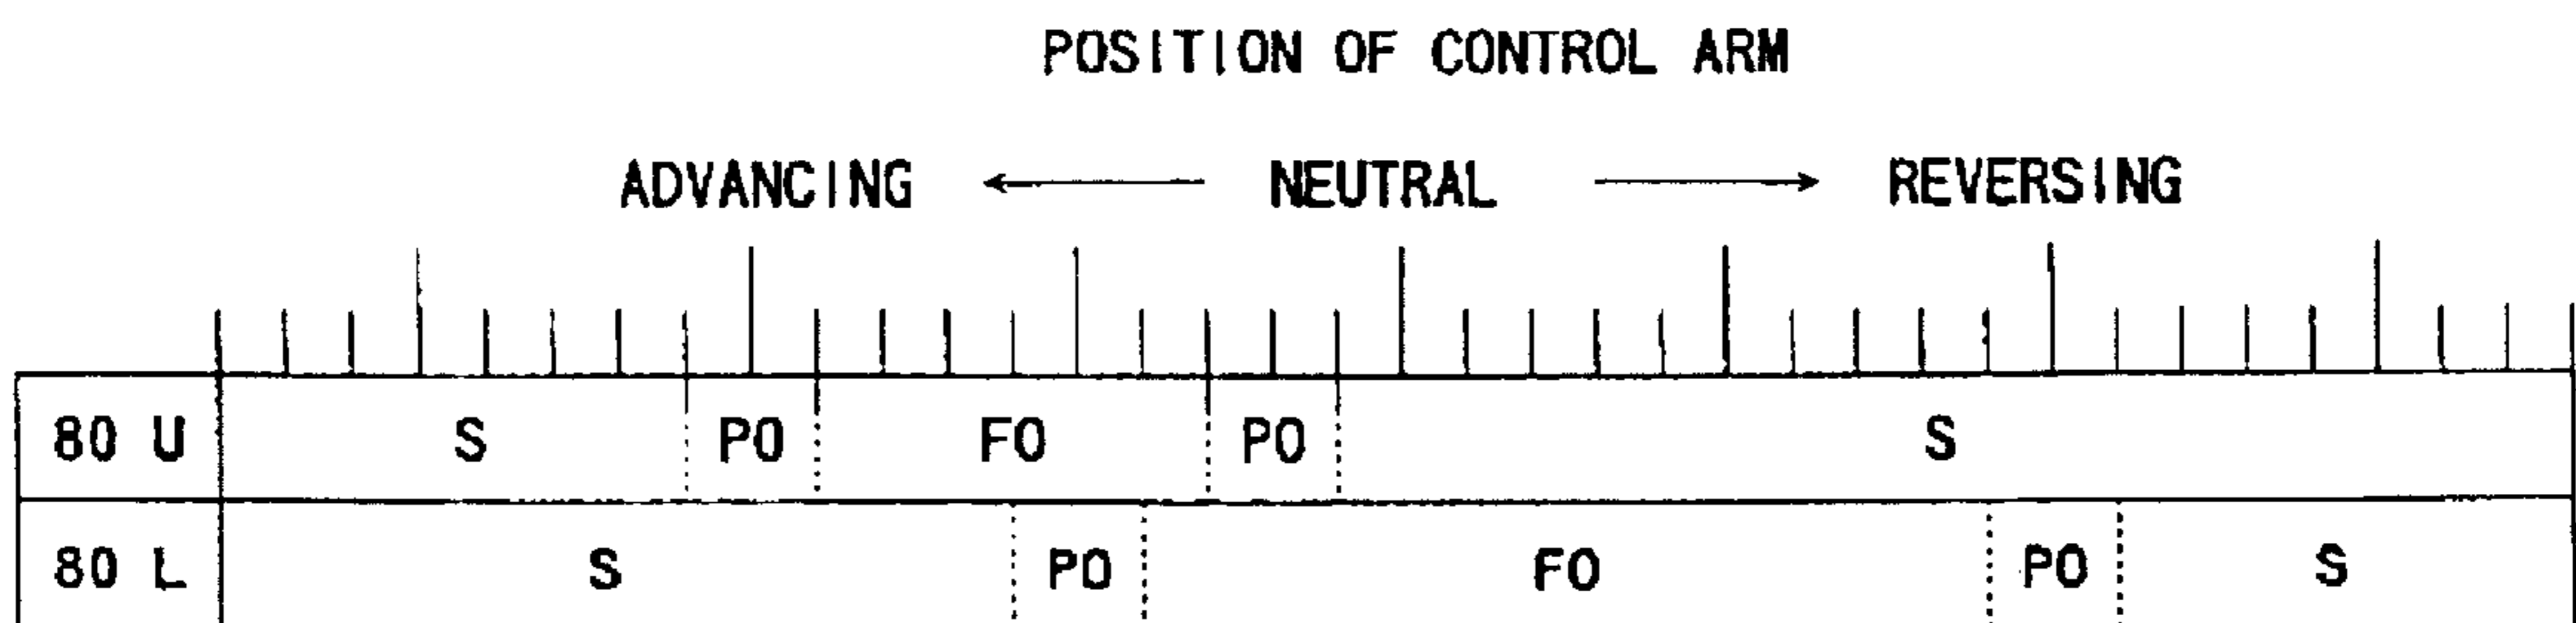 POSITION OF CONTROL ARM
ADVANCING ← NEUTRAL → REVERSING
80 U S PO FO PO S
80 L S PO FO PO S